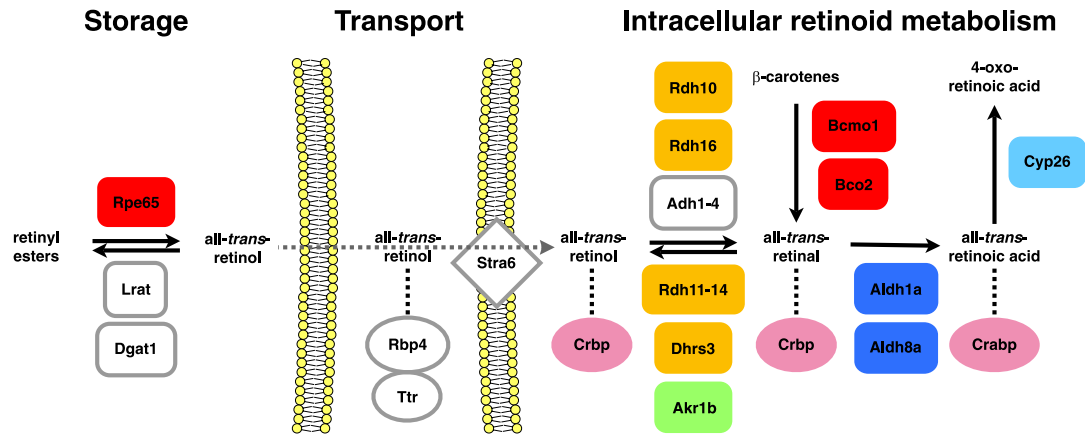 Storage
Transport
Intracellular retinoid metabolism
Rpe65
retinyl
esters
all-trans-
retinol
Lrat
Dgat1
all-trans-
retinol
Rbp4
Ttr
Stra6
all-trans-
retinol
Crbp
Rdh10
Rdh16
Adh1-4
Rdh11-14
Dhrs3
Akr1b
β-carotenes
Bcmo1
Bco2
all-trans-
retinal
Crbp
Aldh1a
Aldh8a
4-oxo-
retinoic acid
Cyp26
all-trans-
retinoic acid
Crabp